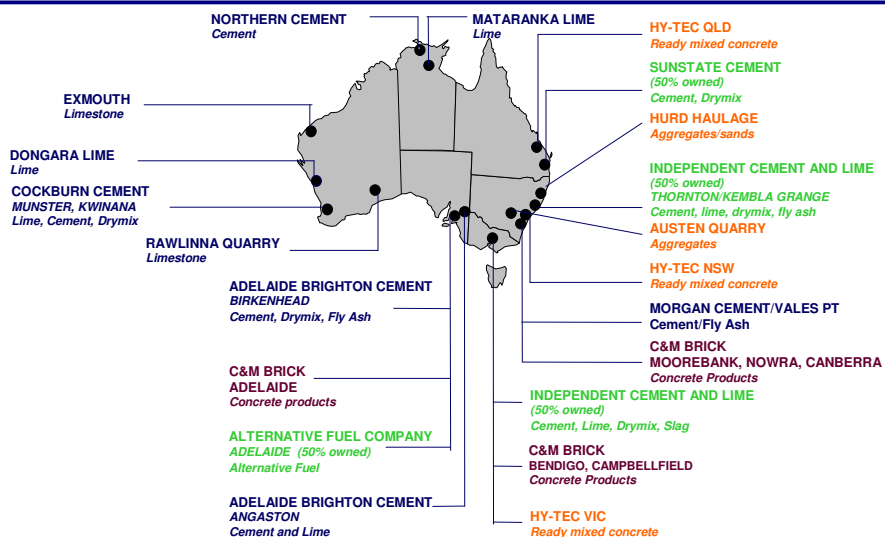 NORTHERN CEMENT
Cement
MATARANKA LIME
Lime
EXMOUTH
Limestone
DONGARA LIME
Lime
COCKBURN CEMENT
MUNSTER, KWINANA
Lime, Cement, Drymix
RAWLINNA QUARRY
Limestone
ADELAIDE BRIGHTON CEMENT
BIRKENHEAD
Cement, Drymix, Fly Ash
C&M BRICK
ADELAIDE
Concrete products
ALTERNATIVE FUEL COMPANY
ADELAIDE (50% owned)
Alternative Fuel
ADELAIDE BRIGHTON CEMENT
ANGASTON
Cement and Lime
HY-TEC QLD
Ready mixed concrete
SUNSTATE CEMENT
(50% owned)
Cement, Drymix
HURD HAULAGE
Aggregates/sands
INDEPENDENT CEMENT AND LIME
(50% owned)
THORNTON/KEMBLA GRANGE
Cement, lime, drymix, fly ash
AUSTEN QUARRY
Aggregates
HY-TEC NSW
Ready mixed concrete
MORGAN CEMENT/VALES PT
Cement/Fly Ash
C&M BRICK
MOOREBANK, NOWRA, CANBERRA
Concrete Products
INDEPENDENT CEMENT AND LIME
(50% owned)
Cement, Lime, Drymix, Slag
C&M BRICK
BENDIGO, CAMPBELLFIELD
Concrete Products
HY-TEC VIC
Ready mixed concrete